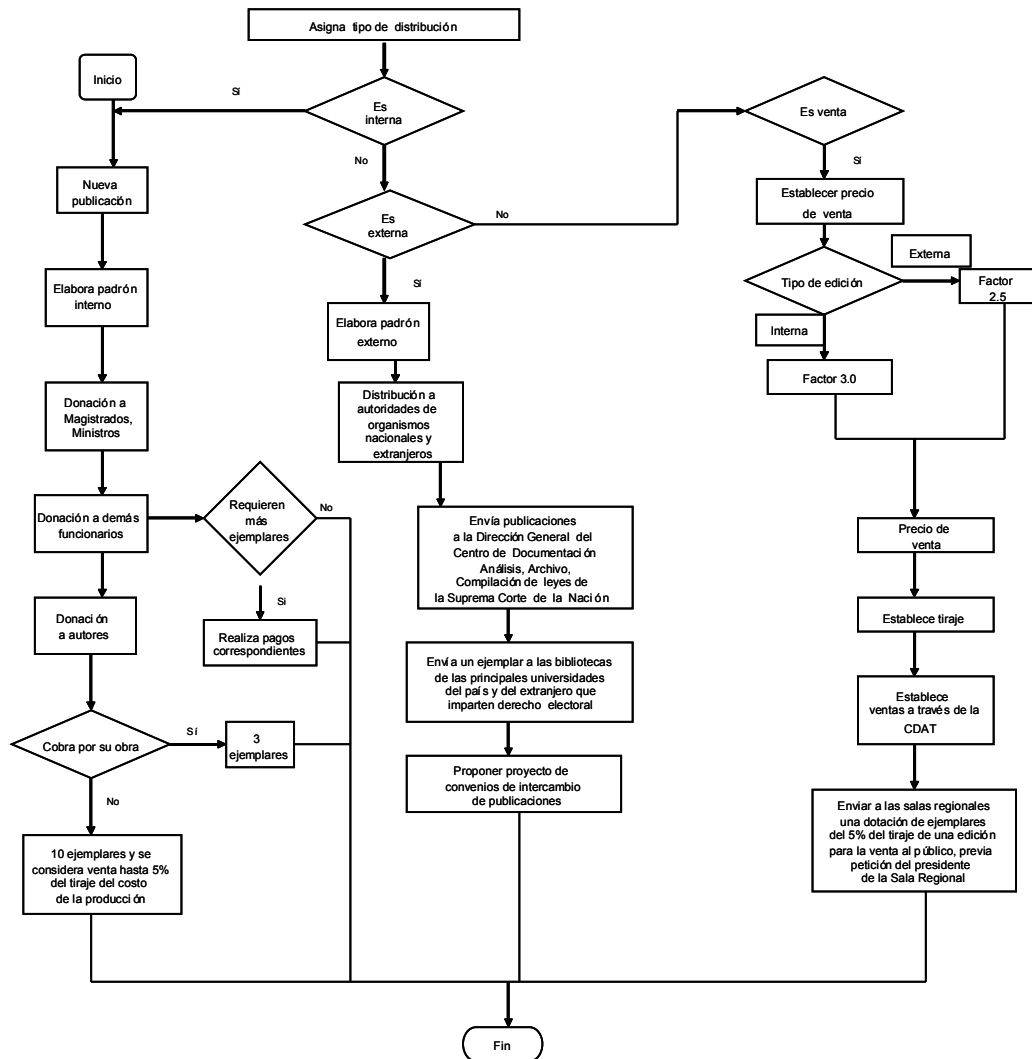 Asigna tipo de distribución
Inicio
Es
interna
Sí
No
Nueva
publicación
Elabora padrón
interno
Donación a
Magistrados,
Ministros
Donación a demás
funcionarios
Requieren
más
ejemplares
No
Si
Realiza pagos
correspondientes
Donación
a autores
Cobra por su obra
Sí
3
ejemplares
No
10 ejemplares y se
considera venta hasta 5%
del tiraje del costo
de la producción
Es
externa
No
Sí
Elabora padrón
externo
Distribución a
autoridades de
organismos
nacionales y
extranjeros
Envía publicaciones
a la Dirección General del
Centro de Documentación
Análisis, Archivo,
Compilación de leyes de
la Suprema Corte de la Nación
Envía un ejemplar a las bibliotecas
de las principales universidades
del país y del extranjero que
imparten derecho electoral
Proponer proyecto de
convenios de intercambio
de publicaciones
Es venta
Sí
Establecer precio
de venta
Tipo de edición
Externa
Factor
2.5
Interna
Factor 3.0
Precio de
venta
Establece tiraje
Establece
ventas a través de la
CDAT
Enviar a las salas regionales
una dotación de ejemplares
del 5% del tiraje de una edición
para la venta al público, previa
petición del presidente
de la Sala Regional
Fin